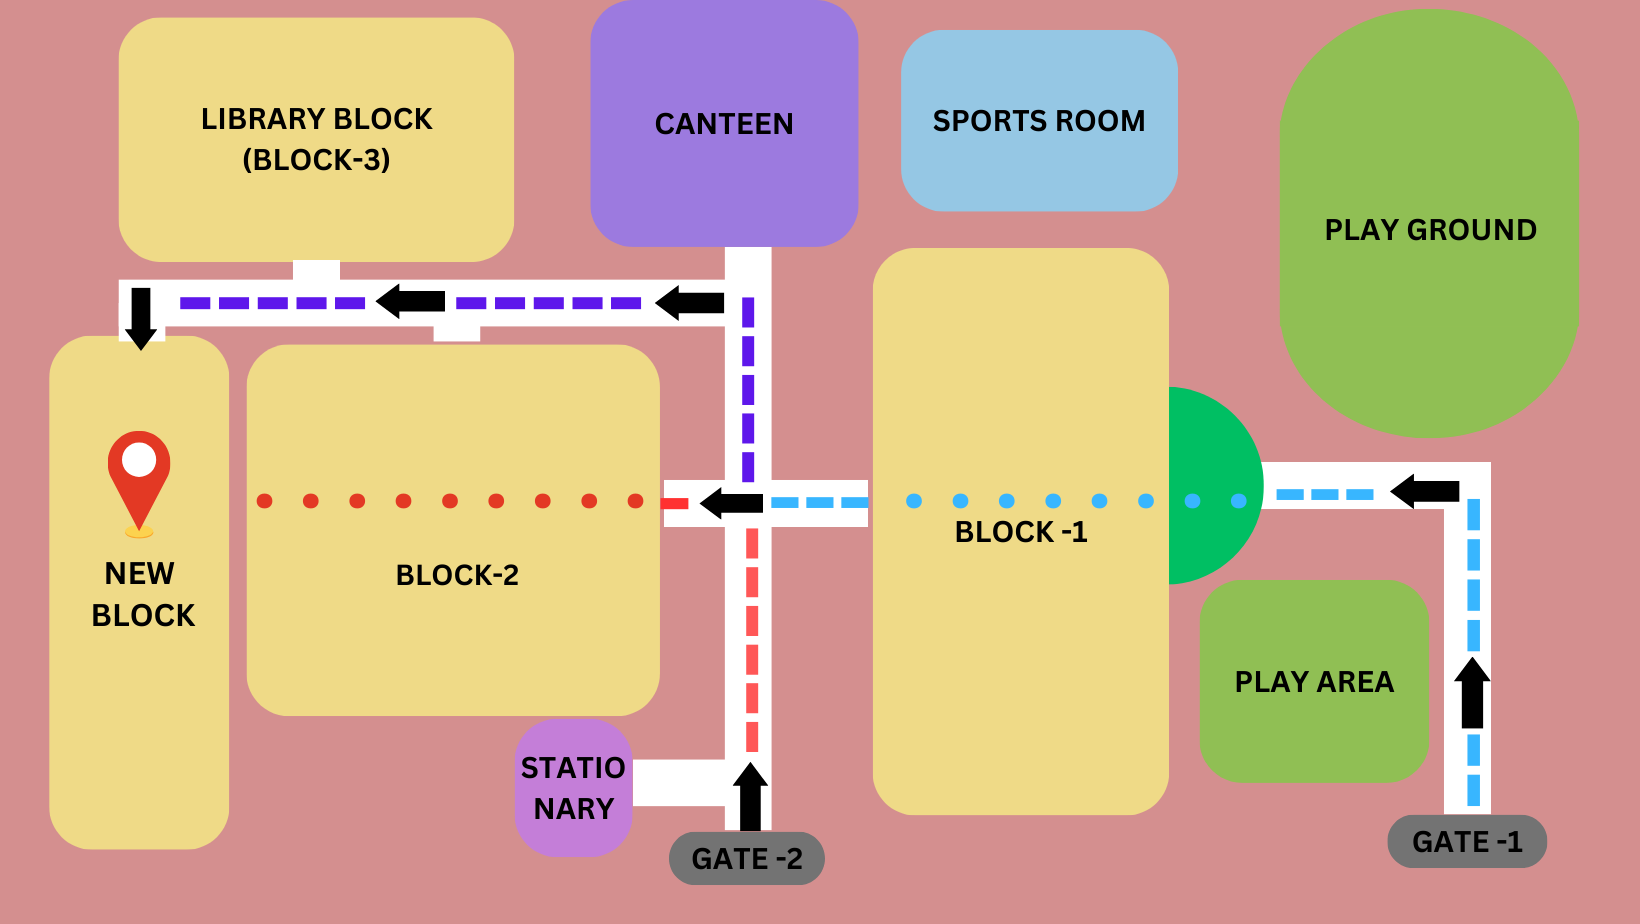 LIBRARY BLOCK
(BLOCK-3)
CANTEEN
SPORTS ROOM
PLAY GROUND
BLOCK -1
NEW
BLOCK
BLOCK-2
PLAY AREA
STATIO
NARY
GATE -2
GATE -1